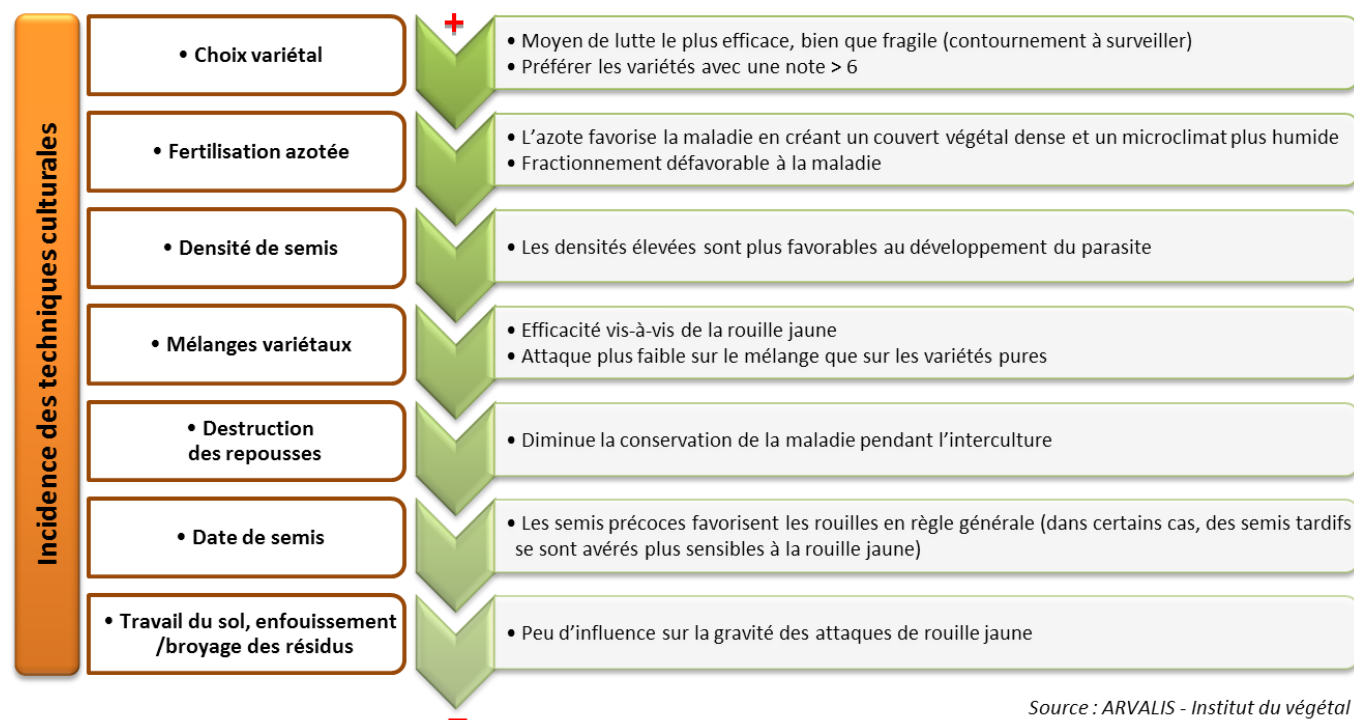 Incidence des techniques culturales
+
• Choix variétal
• Moyen de lutte le plus efficace, bien que fragile (contournement à surveiller)
• Préférer les variétés avec une note > 6
• Fertilisation azotée
• L'azote favorise la maladie en créant un couvert végétal dense et un microclimat plus humide
• Fractionnement défavorable à la maladie
• Densité de semis
• Les densités élevées sont plus favorables au développement du parasite
• Mélanges variétaux
• Efficacité vis-à-vis de la rouille jaune
• Attaque plus faible sur le mélange que sur les variétés pures
• Destruction
des repousses
• Diminue la conservation de la maladie pendant l'interculture
• Date de semis
• Les semis précoces favorisent les rouilles en règle générale (dans certains cas, des semis tardifs
se sont avérés plus sensibles à la rouille jaune)
• Travail du sol, enfouissement
/broyage des résidus
• Peu d'influence sur la gravité des attaques de rouille jaune
–
Source : ARVALIS - Institut du végétal